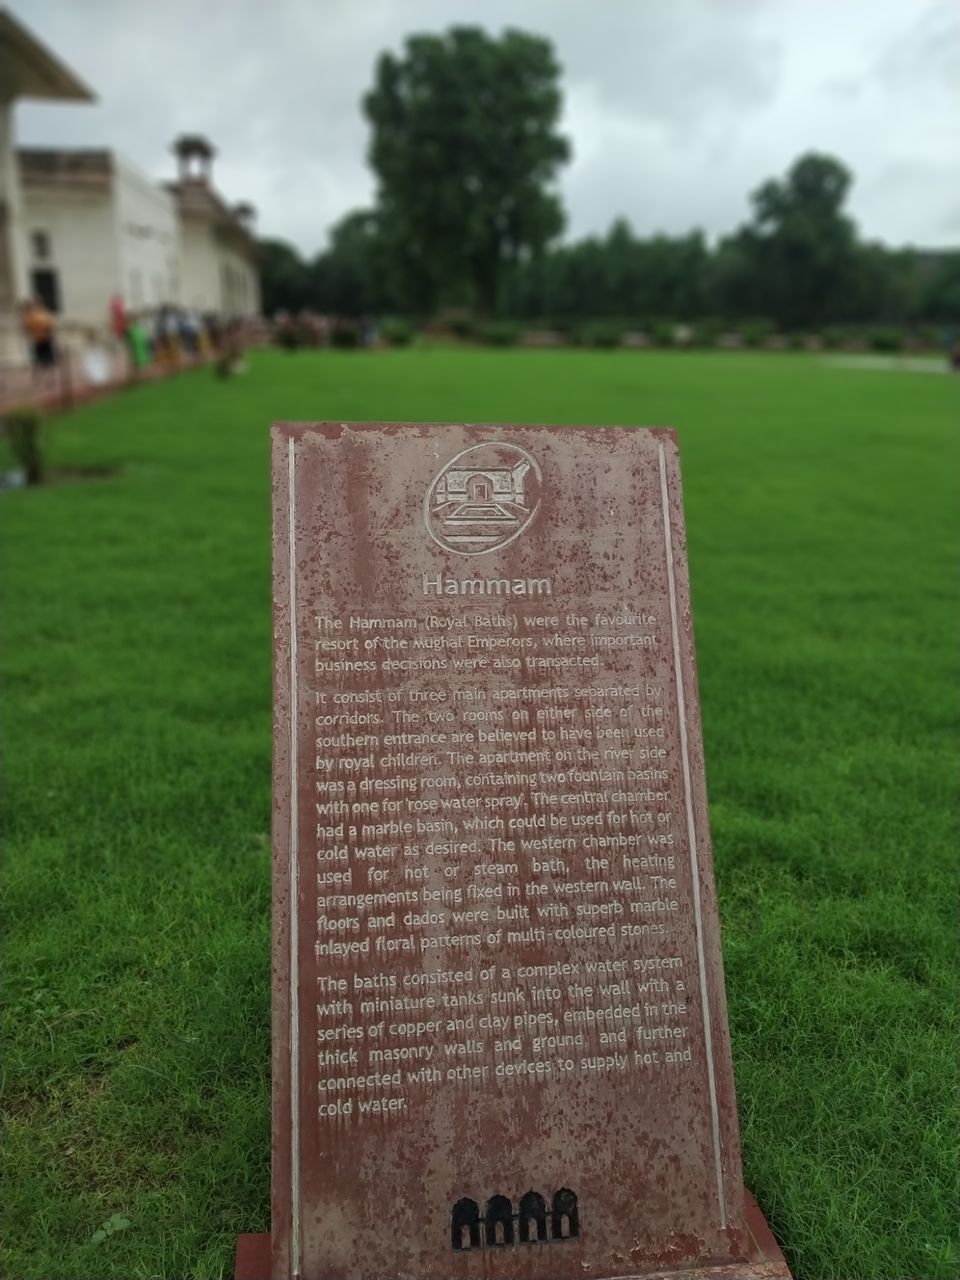 Hammam
The Hammam (Royal Baths) were the favourite
resort of the Mughal Emperors, where important
business decisions were also transacted.
It consist of three main apartments separated by
corridors. The two rooms on either side of the
southern entrance are believed to have been used
by royal children. The apartment on the river side
was a dressing room, containing two fountain basins
with one for 'rose water spray'. The central chamber
had a marble basin, which could be used for hot or
cold water as desired. The western chamber was
used for hot or steam bath, the heating
arrangements being fixed in the western wall. The
floors and dados were built with superb marble
inlayed floral patterns of multi-coloured stones.
The baths consisted of a complex water system
with miniature tanks sunk into the wall with a
series of copper and clay pipes, embedded in the
thick masonry walls and ground, and further
connected with other devices to supply hot and
cold water.